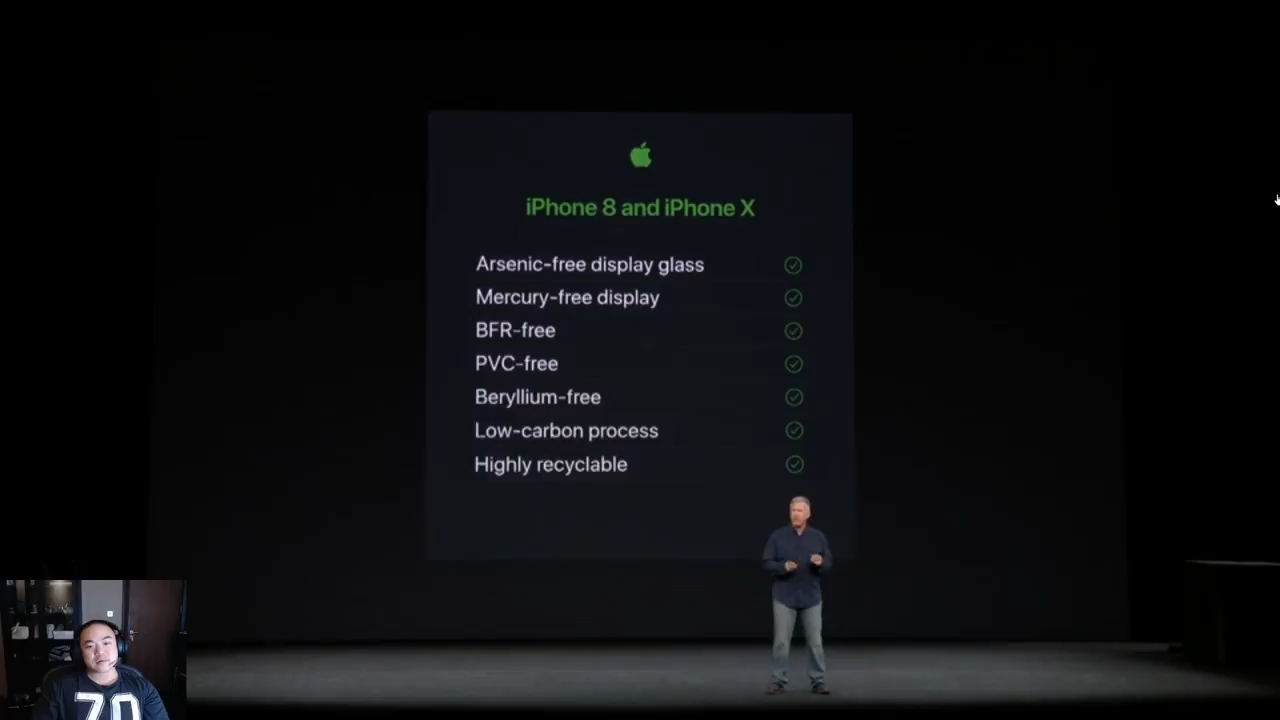 iPhone 8 and iPhone X
Arsenic-free display glass
Mercury-free display
BFR-free
PVC-free
Beryllium-free
Low-carbon process
Highly recyclable
70